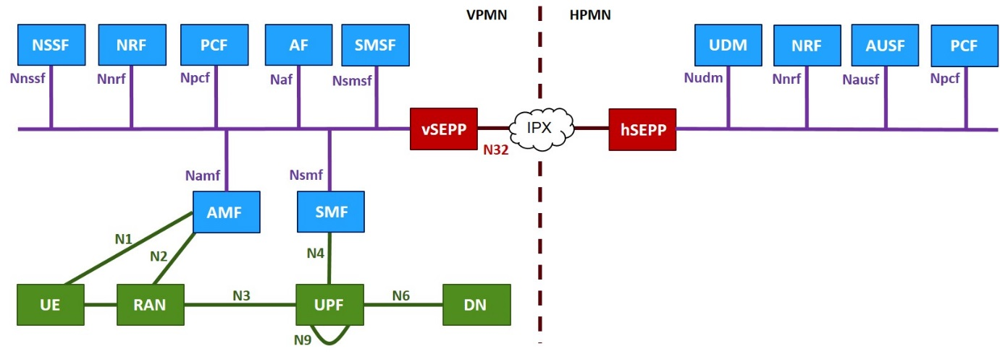 VPMN HPMN
NSSF NRF PCF AF SMSF UDM NRF AUSF PCF
Nnssf Nnrf Npcf Naf Nsmsf Nudm Nnrf Nausf Npcf
vSEPP IPX hSEPP
N32
Namf Nsmf
AMF SMF
N1
N2 N4
UE RAN N3 UPF N6 DN
N9